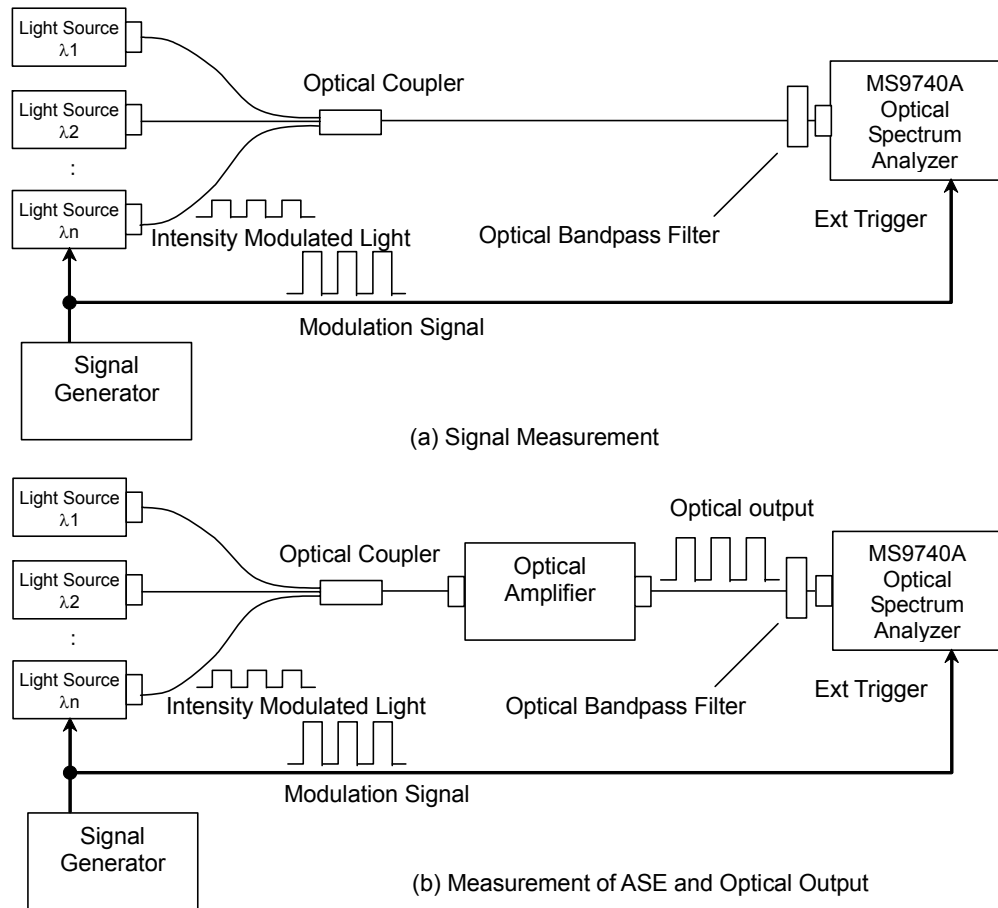 Light Source
λ1
Light Source
λ2
:
Light Source
λn
Optical Coupler
Intensity Modulated Light
Optical Bandpass Filter
MS9740A
Optical
Spectrum
Analyzer
Ext Trigger
Modulation Signal
Signal
Generator
(a) Signal Measurement
Light Source
λ1
Light Source
λ2
:
Light Source
λn
Optical Coupler
Intensity Modulated Light
Optical
Amplifier
Optical output
Optical Bandpass Filter
MS9740A
Optical
Spectrum
Analyzer
Ext Trigger
Modulation Signal
Signal
Generator
(b) Measurement of ASE and Optical Output